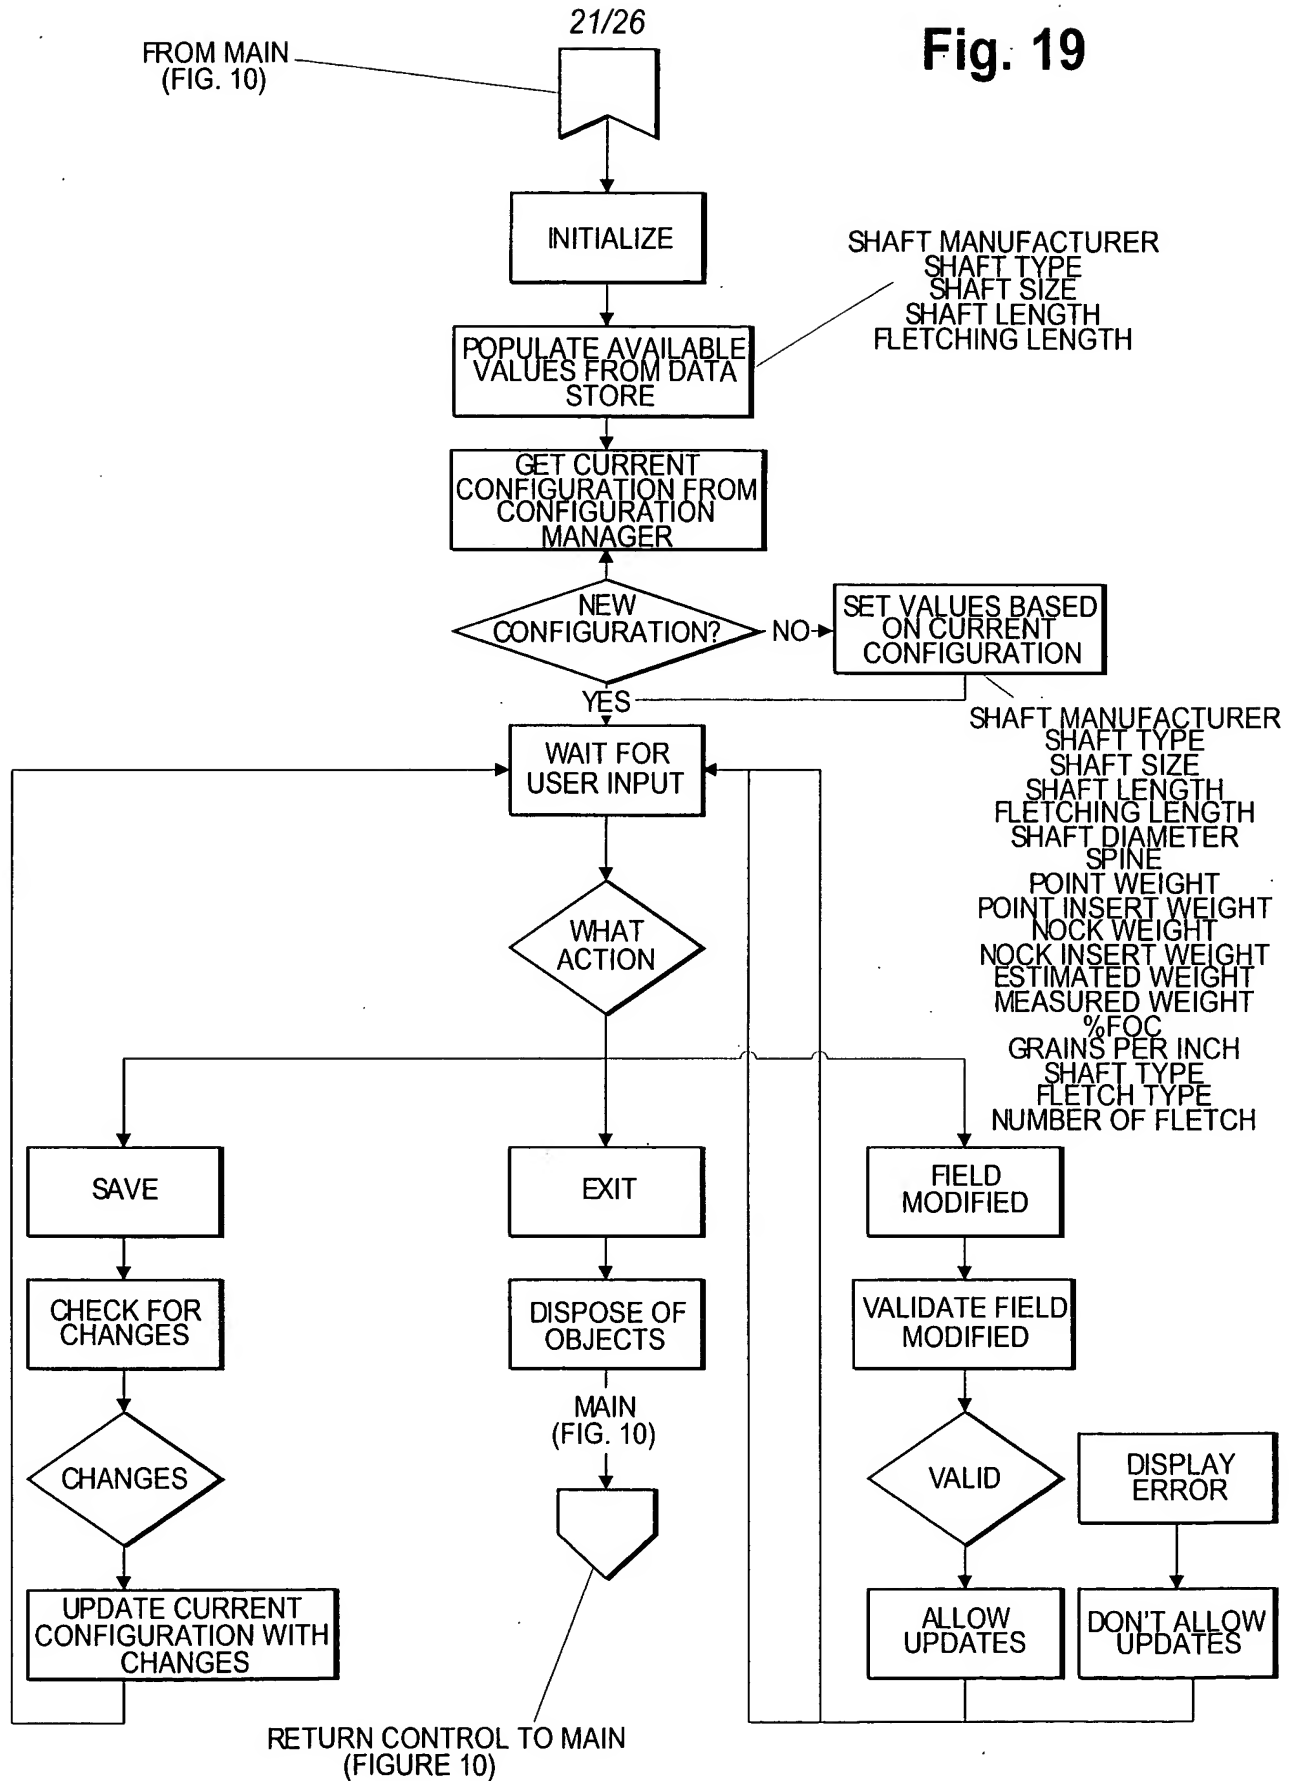 21/26
Fig. 19
FROM MAIN
(FIG. 10)
INITIALIZE
SHAFT MANUFACTURER
SHAFT TYPE
SHAFT SIZE
SHAFT LENGTH
FLETCHING LENGTH
POPULATE AVAILABLE
VALUES FROM DATA
STORE
GET CURRENT
CONFIGURATION FROM
CONFIGURATION
MANAGER
NEW
CONFIGURATION?
NO
SET VALUES BASED
ON CURRENT
CONFIGURATION
YES
SHAFT MANUFACTURER
SHAFT TYPE
SHAFT SIZE
SHAFT LENGTH
FLETCHING LENGTH
SHAFT DIAMETER
SPINE
POINT WEIGHT
POINT INSERT WEIGHT
NOCK WEIGHT
NOCK INSERT WEIGHT
ESTIMATED WEIGHT
MEASURED WEIGHT
%FOC
GRAINS PER INCH
SHAFT TYPE
FLETCH TYPE
NUMBER OF FLETCH
WAIT FOR
USER INPUT
WHAT
ACTION
SAVE
EXIT
FIELD
MODIFIED
CHECK FOR
CHANGES
DISPOSE OF
OBJECTS
VALIDATE FIELD
MODIFIED
MAIN
(FIG. 10)
CHANGES
VALID
DISPLAY
ERROR
UPDATE CURRENT
CONFIGURATION WITH
CHANGES
ALLOW
UPDATES
DON'T ALLOW
UPDATES
RETURN CONTROL TO MAIN
(FIGURE 10)